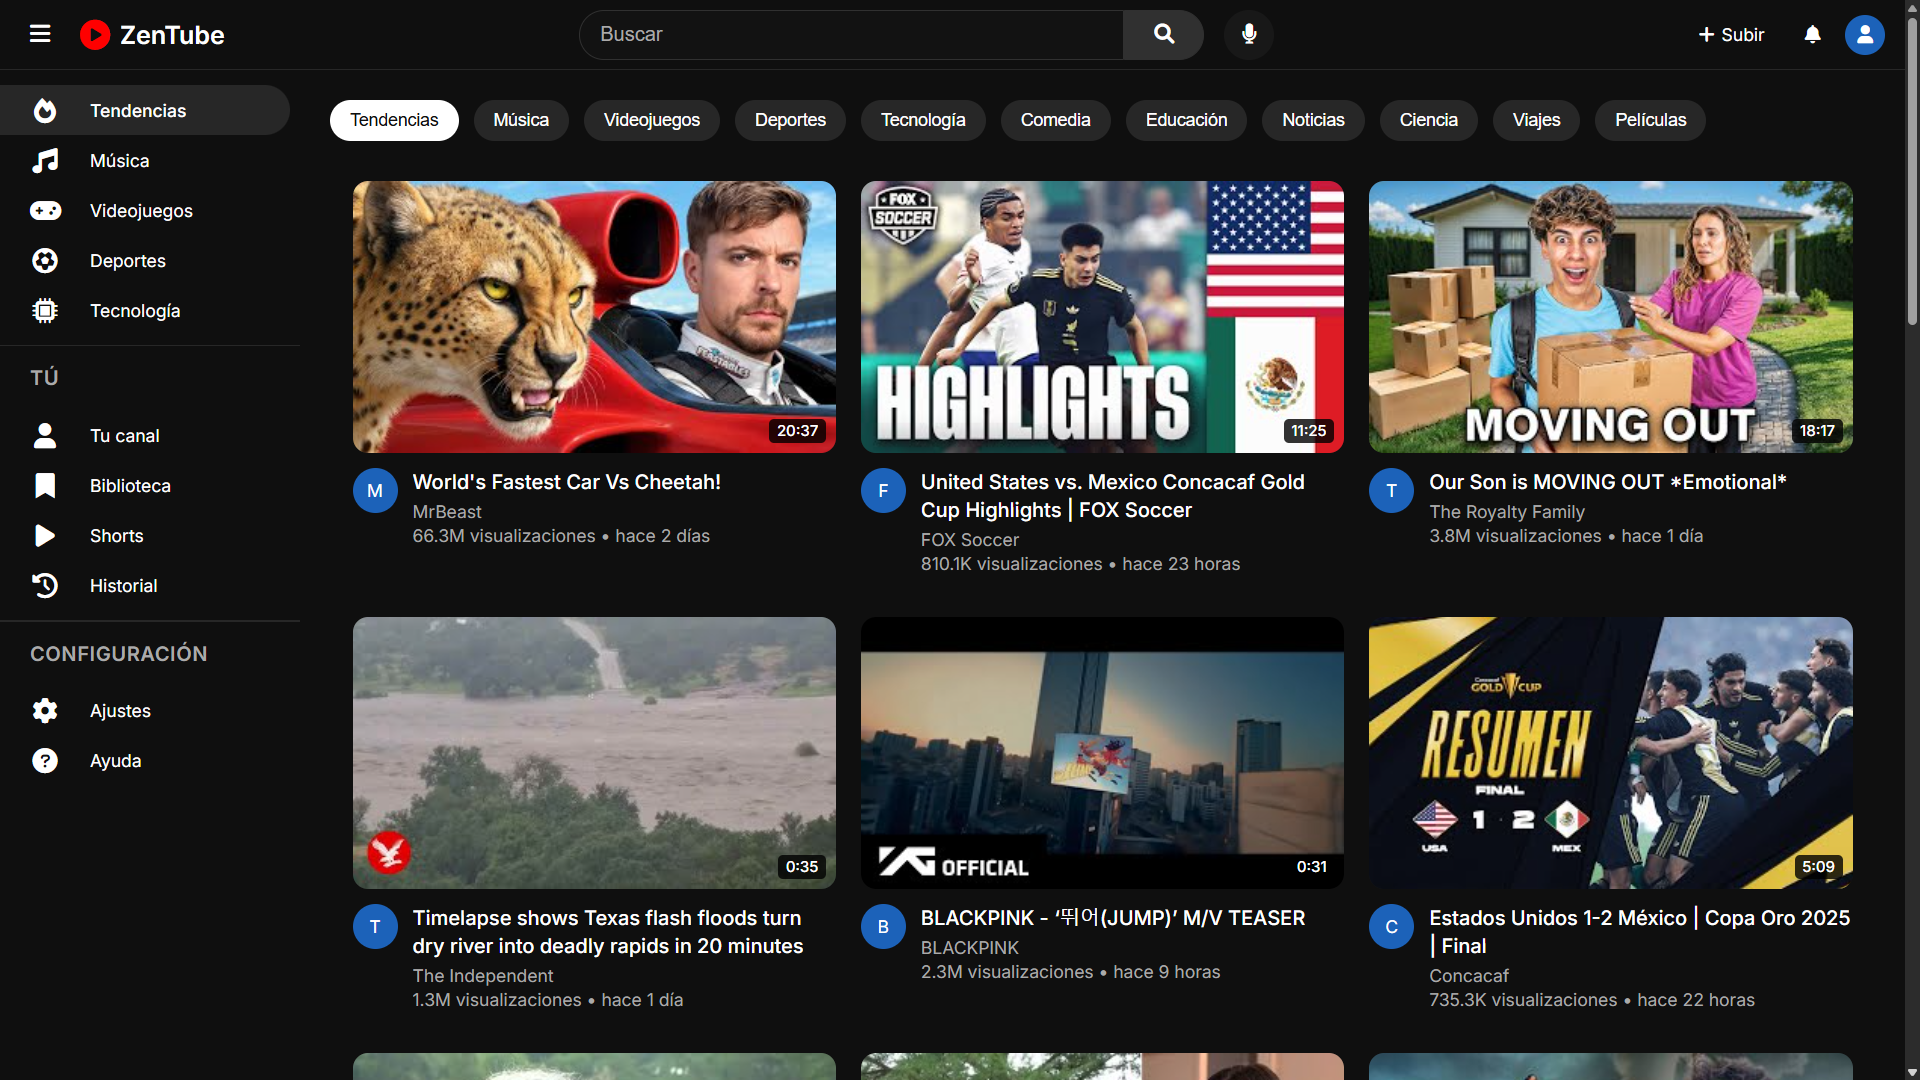 ZenTube
Buscar
Subir
Tendencias
Música
Videojuegos
Deportes
Tecnología
TÚ
Tu canal
Biblioteca
Shorts
Historial
CONFIGURACIÓN
Ajustes
Ayuda
Tendencias
Música
Videojuegos
Deportes
Tecnología
Comedia
Educación
Noticias
Ciencia
Viajes
Películas
FEASTABLES
20:37
M
World's Fastest Car Vs Cheetah!
MrBeast
66.3M visualizaciones • hace 2 días
FOX
SOCCER
HIGHLIGHTS
11:25
F
United States vs. Mexico Concacaf Gold
Cup Highlights | FOX Soccer
FOX Soccer
810.1K visualizaciones • hace 23 horas
MOVING OUT
18:17
T
Our Son is MOVING OUT *Emotional*
The Royalty Family
3.8M visualizaciones • hace 1 día
0:35
T
Timelapse shows Texas flash floods turn
dry river into deadly rapids in 20 minutes
The Independent
1.3M visualizaciones • hace 1 día
YG OFFICIAL
0:31
B
BLACKPINK - ‘뛰어(JUMP)’ M/V TEASER
BLACKPINK
2.3M visualizaciones • hace 9 horas
Concacaf
GOLD CUP
RESUMEN
FINAL
1 - 2
USA
MEX
5:09
C
Estados Unidos 1-2 México | Copa Oro 2025
| Final
Concacaf
735.3K visualizaciones • hace 22 horas